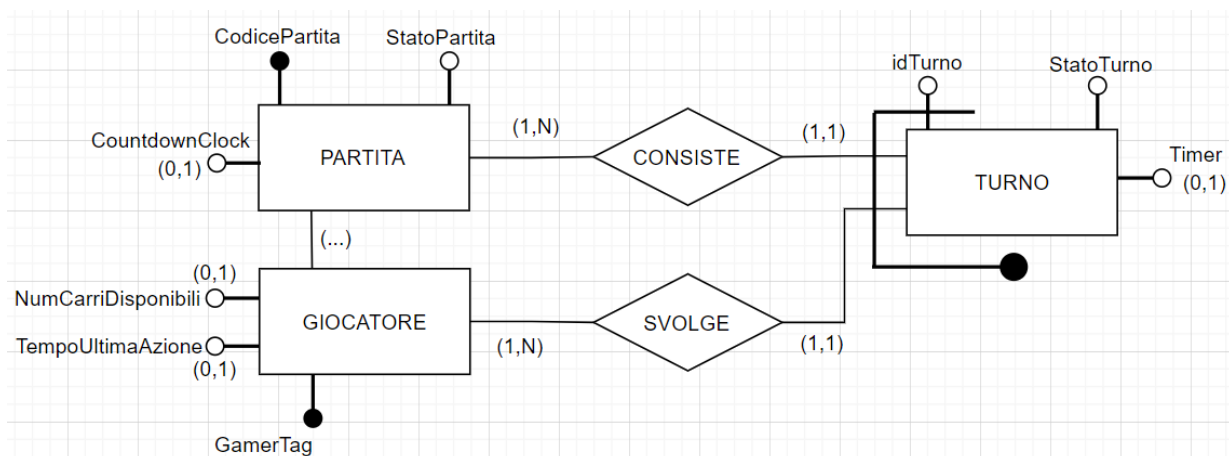 CodicePartita
StatoPartita
idTurno
StatoTurno
CountdownClock
(0,1)
PARTITA
(1,N)
CONSISTE
(1,1)
TURNO
Timer
(0,1)
(...)
(0,1)
NumCarriDisponibili
TempoUltimaAzione
(0,1)
GIOCATORE
(1,N)
SVOLGE
(1,1)
GamerTag